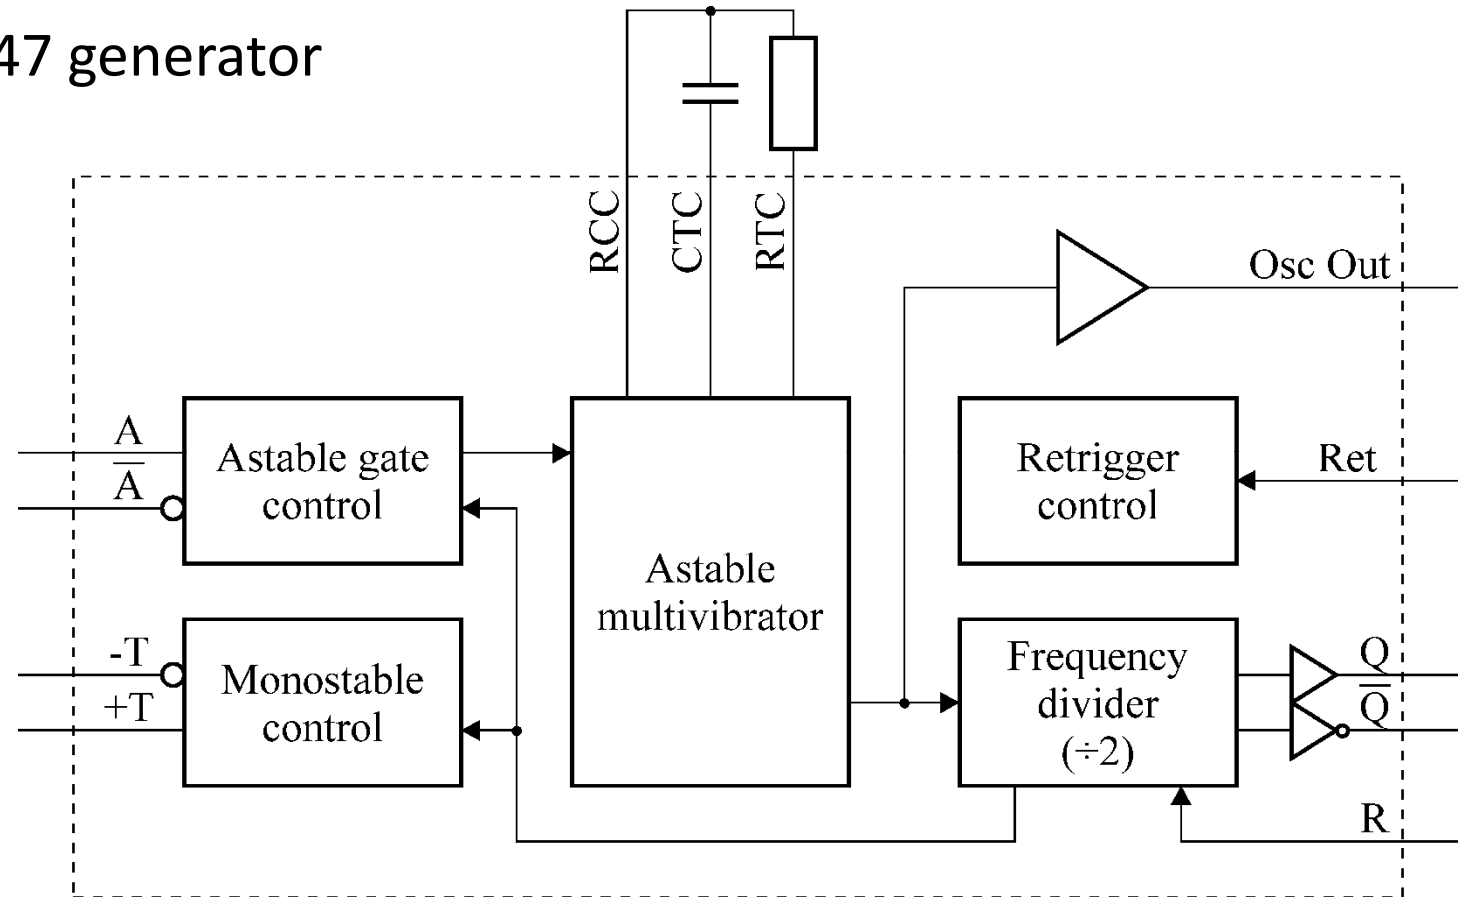 47 generator
RCC
CTC
RTC
Osc Out
A
A
Astable gate
control
Retrigger
control
Ret
Astable
multivibrator
-T
+T
Monostable
control
Frequency
divider
(÷2)
Q
Q
R